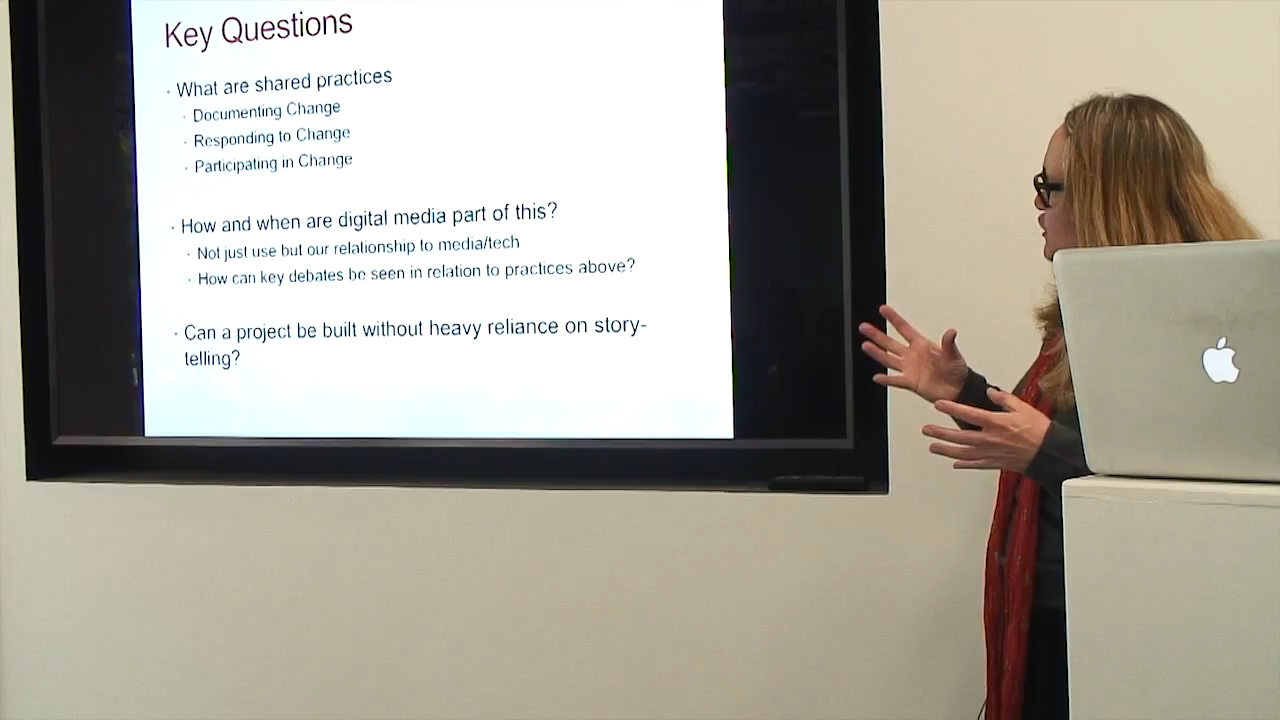 Key Questions
What are shared practices
Documenting Change
Responding to Change
Participating in Change
How and when are digital media part of this?
Not just use but our relationship to media/tech
How can key debates be seen in relation to practices above?
Can a project be built without heavy reliance on story-
telling?